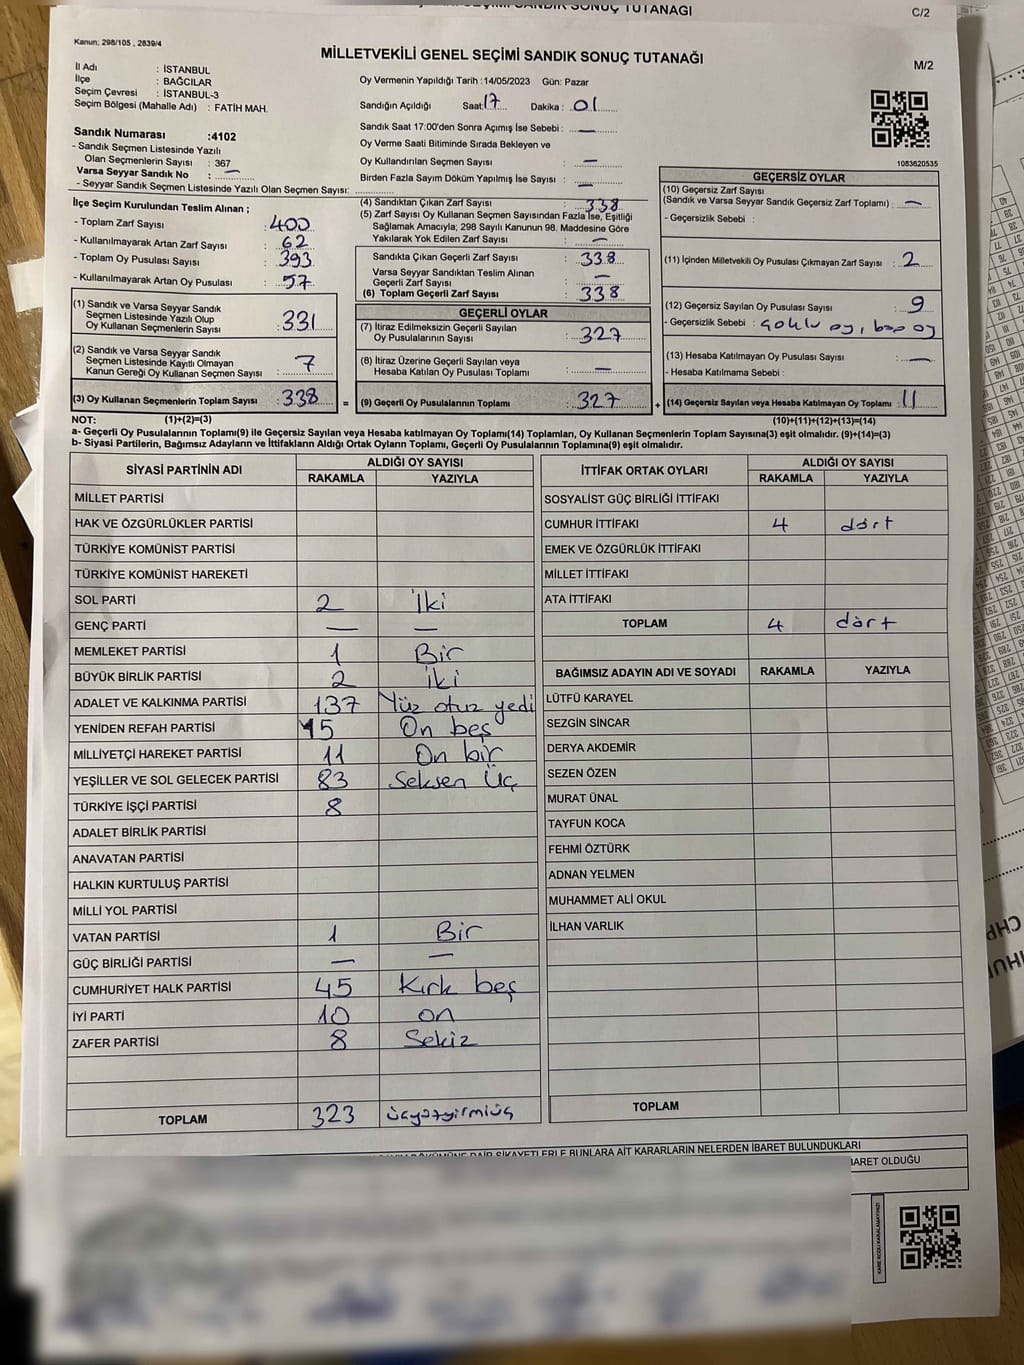 SEÇİMİ SANDIK SONUÇ TUTANAĞI
C/2
Kanun: 298/105 , 2839/4
MİLLETVEKİLİ GENEL SEÇİMİ SANDIK SONUÇ TUTANAĞI
M/2
İl Adı : İSTANBUL
İlçe : BAĞCILAR
Seçim Çevresi : İSTANBUL-3
Seçim Bölgesi (Mahalle Adı) : FATİH MAH.
Sandık Numarası :4102
- Sandık Seçmen Listesinde Yazılı
Olan Seçmenlerin Sayısı : 367
Varsa Seyyar Sandık No : —
- Seyyar Sandık Seçmen Listesinde Yazılı Olan Seçmen Sayısı:
Oy Vermenin Yapıldığı Tarih :14/05/2023 Gün: Pazar
Sandığın Açıldığı Saat:17 Dakika : 01
Sandık Saat 17:00'den Sonra Açımış İse Sebebi : —
Oy Verme Saati Bitiminde Sırada Bekleyen ve
Oy Kullandırılan Seçmen Sayısı : —
Birden Fazla Sayım Döküm Yapılmış İse Sayısı : —
1083620535
İlçe Seçim Kurulundan Teslim Alınan ;
- Toplam Zarf Sayısı : 400
- Kullanılmayarak Artan Zarf Sayısı : 62
- Toplam Oy Pusulası Sayısı : 393
- Kullanılmayarak Artan Oy Pusulası : 57
(1) Sandık ve Varsa Seyyar Sandık
Seçmen Listesinde Yazılı Olup
Oy Kullanan Seçmenlerin Sayısı : 331
(2) Sandık ve Varsa Seyyar Sandık
Seçmen Listesinde Kayıtlı Olmayan
Kanun Gereği Oy Kullanan Seçmen Sayısı : 7
(3) Oy Kullanan Seçmenlerin Toplam Sayısı : 338
(4) Sandıktan Çıkan Zarf Sayısı : 338
(5) Zarf Sayısı Oy Kullanan Seçmen Sayısından Fazla İse, Eşitliği
Sağlamak Amacıyla; 298 Sayılı Kanunun 98. Maddesine Göre
Yakılarak Yok Edilen Zarf Sayısı : —
Sandıkta Çıkan Geçerli Zarf Sayısı : 338
Varsa Seyyar Sandıktan Teslim Alınan
Geçerli Zarf Sayısı : —
(6) Toplam Geçerli Zarf Sayısı : 338
GEÇERLİ OYLAR
(7) İtiraz Edilmeksizin Geçerli Sayılan
Oy Pusulalarının Sayısı : 327
(8) İtiraz Üzerine Geçerli Sayılan veya
Hesaba Katılan Oy Pusulası Toplamı : —
= (9) Geçerli Oy Pusulalarının Toplamı : 327
GEÇERSİZ OYLAR
(10) Geçersiz Zarf Sayısı
(Sandık ve Varsa Seyyar Sandık Geçersiz Zarf Toplamı) : —
- Geçersizlik Sebebi :
(11) İçinden Milletvekili Oy Pusulası Çıkmayan Zarf Sayısı : 2
(12) Geçersiz Sayılan Oy Pusulası Sayısı : 9
- Geçersizlik Sebebi : çoklu oy, boş oy
(13) Hesaba Katılmayan Oy Pusulası Sayısı : —
- Hesaba Katılmama Sebebi :
+ (14) Geçersiz Sayılan veya Hesaba Katılmayan Oy Toplamı : 11
NOT: (1)+(2)=(3) (10)+(11)+(12)+(13)=(14)
a- Geçerli Oy Pusulalarının Toplamı(9) ile Geçersiz Sayılan veya Hesaba katılmayan Oy Toplamı(14) Toplamları, Oy Kullanan Seçmenlerin Toplam Sayısına(3) eşit olmalıdır. (9)+(14)=(3)
b- Siyasi Partilerin, Bağımsız Adayların ve İttifakların Aldığı Ortak Oyların Toplamı, Geçerli Oy Pusulalarının Toplamına(9) eşit olmalıdır.
SİYASİ PARTİNİN ADI ALDIĞI OY SAYISI
RAKAMLA YAZIYLA
MİLLET PARTİSİ
HAK VE ÖZGÜRLÜKLER PARTİSİ
TÜRKİYE KOMÜNİST PARTİSİ
TÜRKİYE KOMÜNİST HAREKETİ
SOL PARTİ 2 İki
GENÇ PARTİ — —
MEMLEKET PARTİSİ 1 Bir
BÜYÜK BİRLİK PARTİSİ 2 iki
ADALET VE KALKINMA PARTİSİ 137 Yüz otuz yedi
YENİDEN REFAH PARTİSİ 15 On beş
MİLLİYETÇİ HAREKET PARTİSİ 11 On bir
YEŞİLLER VE SOL GELECEK PARTİSİ 83 Seksen Üç
TÜRKİYE İŞÇİ PARTİSİ 8
ADALET BİRLİK PARTİSİ
ANAVATAN PARTİSİ
HALKIN KURTULUŞ PARTİSİ
MİLLİ YOL PARTİSİ
VATAN PARTİSİ 1 Bir
GÜÇ BİRLİĞİ PARTİSİ — —
CUMHURİYET HALK PARTİSİ 45 Kırk beş
İYİ PARTİ 10 on
ZAFER PARTİSİ 8 Sekiz
TOPLAM 323 üçyüzyirmiüç
İTTİFAK ORTAK OYLARI ALDIĞI OY SAYISI
RAKAMLA YAZIYLA
SOSYALİST GÜÇ BİRLİĞİ İTTİFAKI
CUMHUR İTTİFAKI 4 dört
EMEK VE ÖZGÜRLÜK İTTİFAKI
MİLLET İTTİFAKI
ATA İTTİFAKI
TOPLAM 4 dört
BAĞIMSIZ ADAYIN ADI VE SOYADI RAKAMLA YAZIYLA
LÜTFÜ KARAYEL
SEZGİN SİNCAR
DERYA AKDEMİR
SEZEN ÖZEN
MURAT ÜNAL
TAYFUN KOCA
FEHMİ ÖZTÜRK
ADNAN YELMEN
MUHAMMET ALİ OKUL
İLHAN VARLIK
TOPLAM
ŞİKAYETLERLE BUNLARA AİT KARARLARIN NELERDEN İBARET BULUNDUKLARI
OLDUĞU